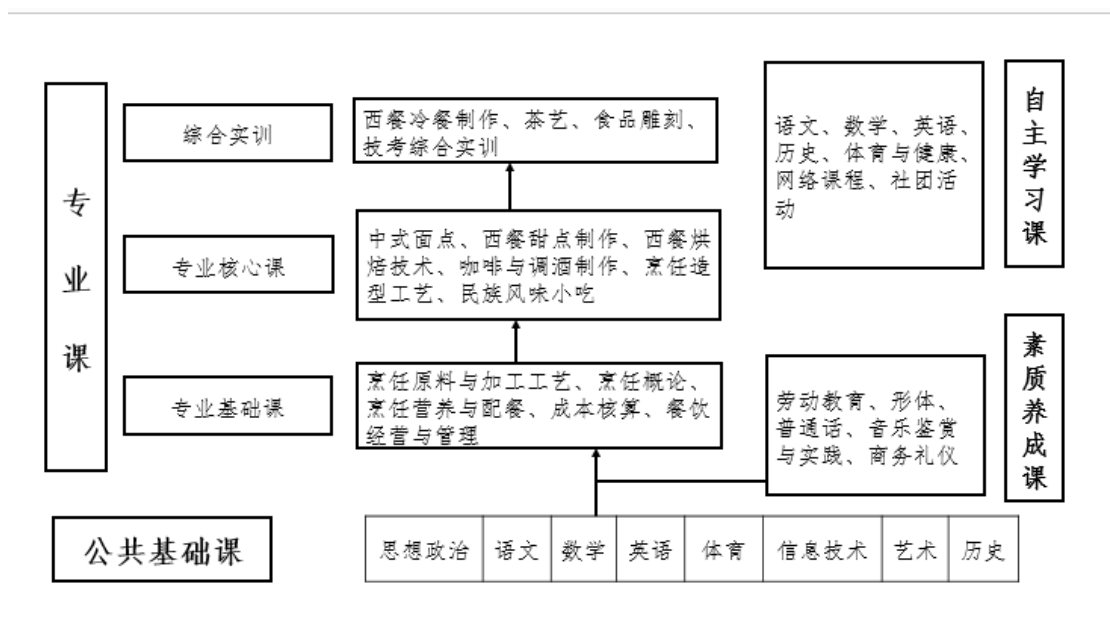 专业课
综合实训
西餐冷餐制作、茶艺、食品雕刻、
技考综合实训
专业核心课
中式面点、西餐甜点制作、西餐烘
焙技术、咖啡与调酒制作、烹饪造
型工艺、民族风味小吃
专业基础课
烹饪原料与加工工艺、烹饪概论、
烹饪营养与配餐、成本核算、餐饮
经营与管理
语文、数学、英语、
历史、体育与健康、
网络课程、社团活
动
自主学习课
劳动教育、形体、
普通话、音乐鉴赏
与实践、商务礼仪
素质养成课
公共基础课
思想政治 语文 数学 英语 体育 信息技术 艺术 历史